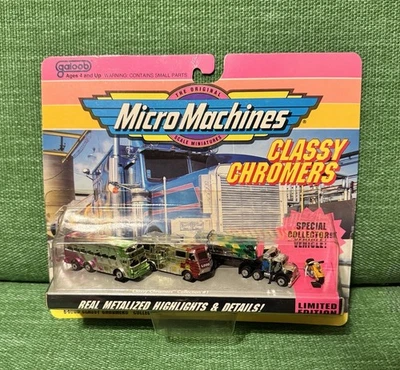 galoob
Ages 4 and Up WARNING: CONTAINS SMALL PARTS.
THE ORIGINAL
Micro Machines
SCALE MINIATURES
CLASSY
CHROMERS
SPECIAL
COLLECTOR
VEHICLE!
REAL METALIZED HIGHLIGHTS & DETAILS!
LIMITED
EDITION